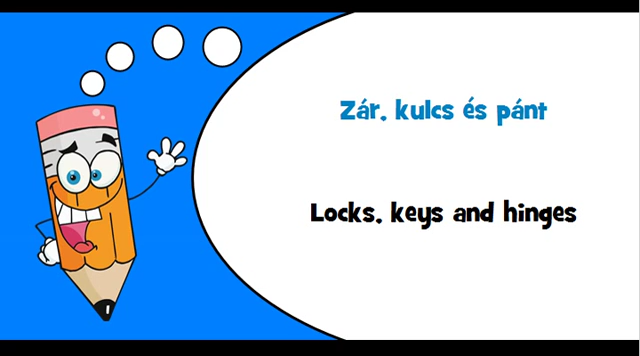 Zár, kulcs és pánt
Locks, keys and hinges